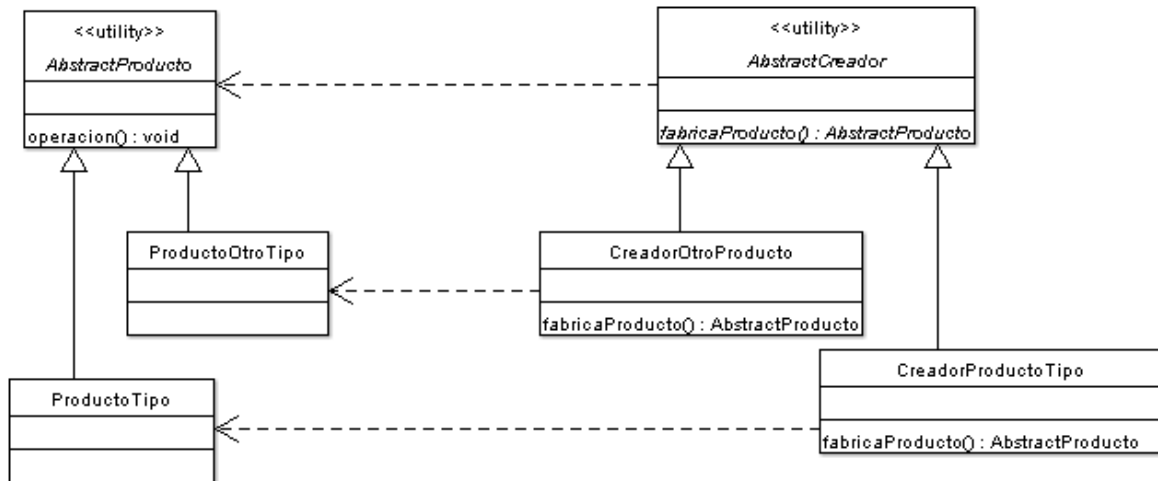 <<utility>>
AbstractProducto
operacion() : void
<<utility>>
AbstractCreador
fabricaProducto() : AbstractProducto
ProductoOtroTipo
CreadorOtroProducto
fabricaProducto() : AbstractProducto
ProductoTipo
CreadorProductoTipo
fabricaProducto() : AbstractProducto